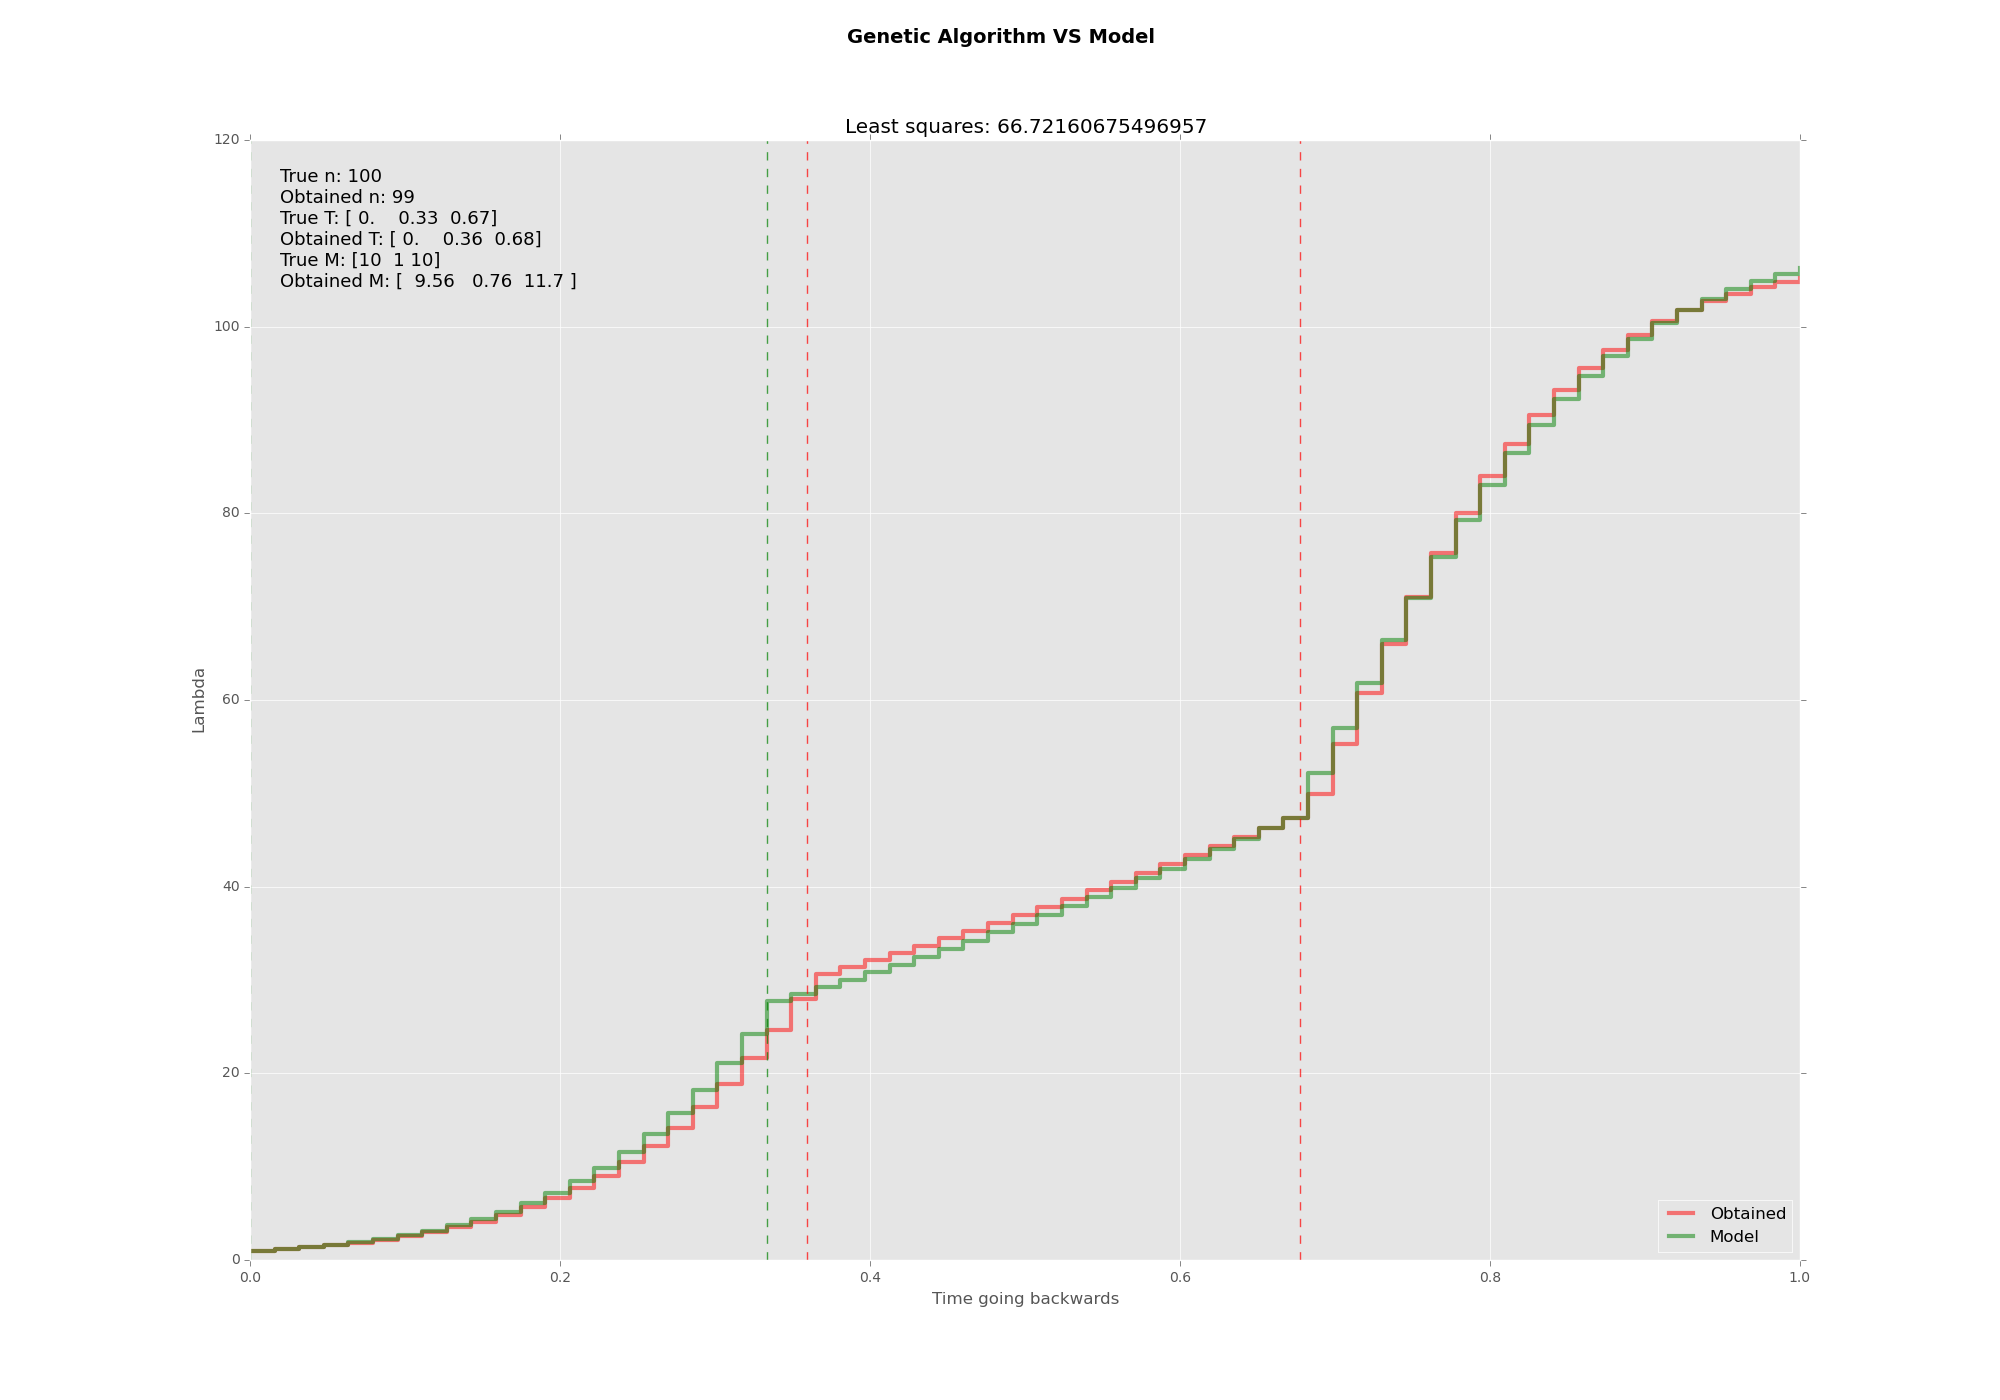 Genetic Algorithm VS Model
Least squares: 66.72160675496957
120
True n: 100
Obtained n: 99
True T: [ 0.    0.33  0.67]
Obtained T: [ 0.    0.36  0.68]
True M: [10  1 10]
Obtained M: [  9.56   0.76  11.7 ]
100
80
60
Lambda
40
20
0
Obtained
Model
0.0 0.2 0.4 0.6 0.8 1.0
Time going backwards